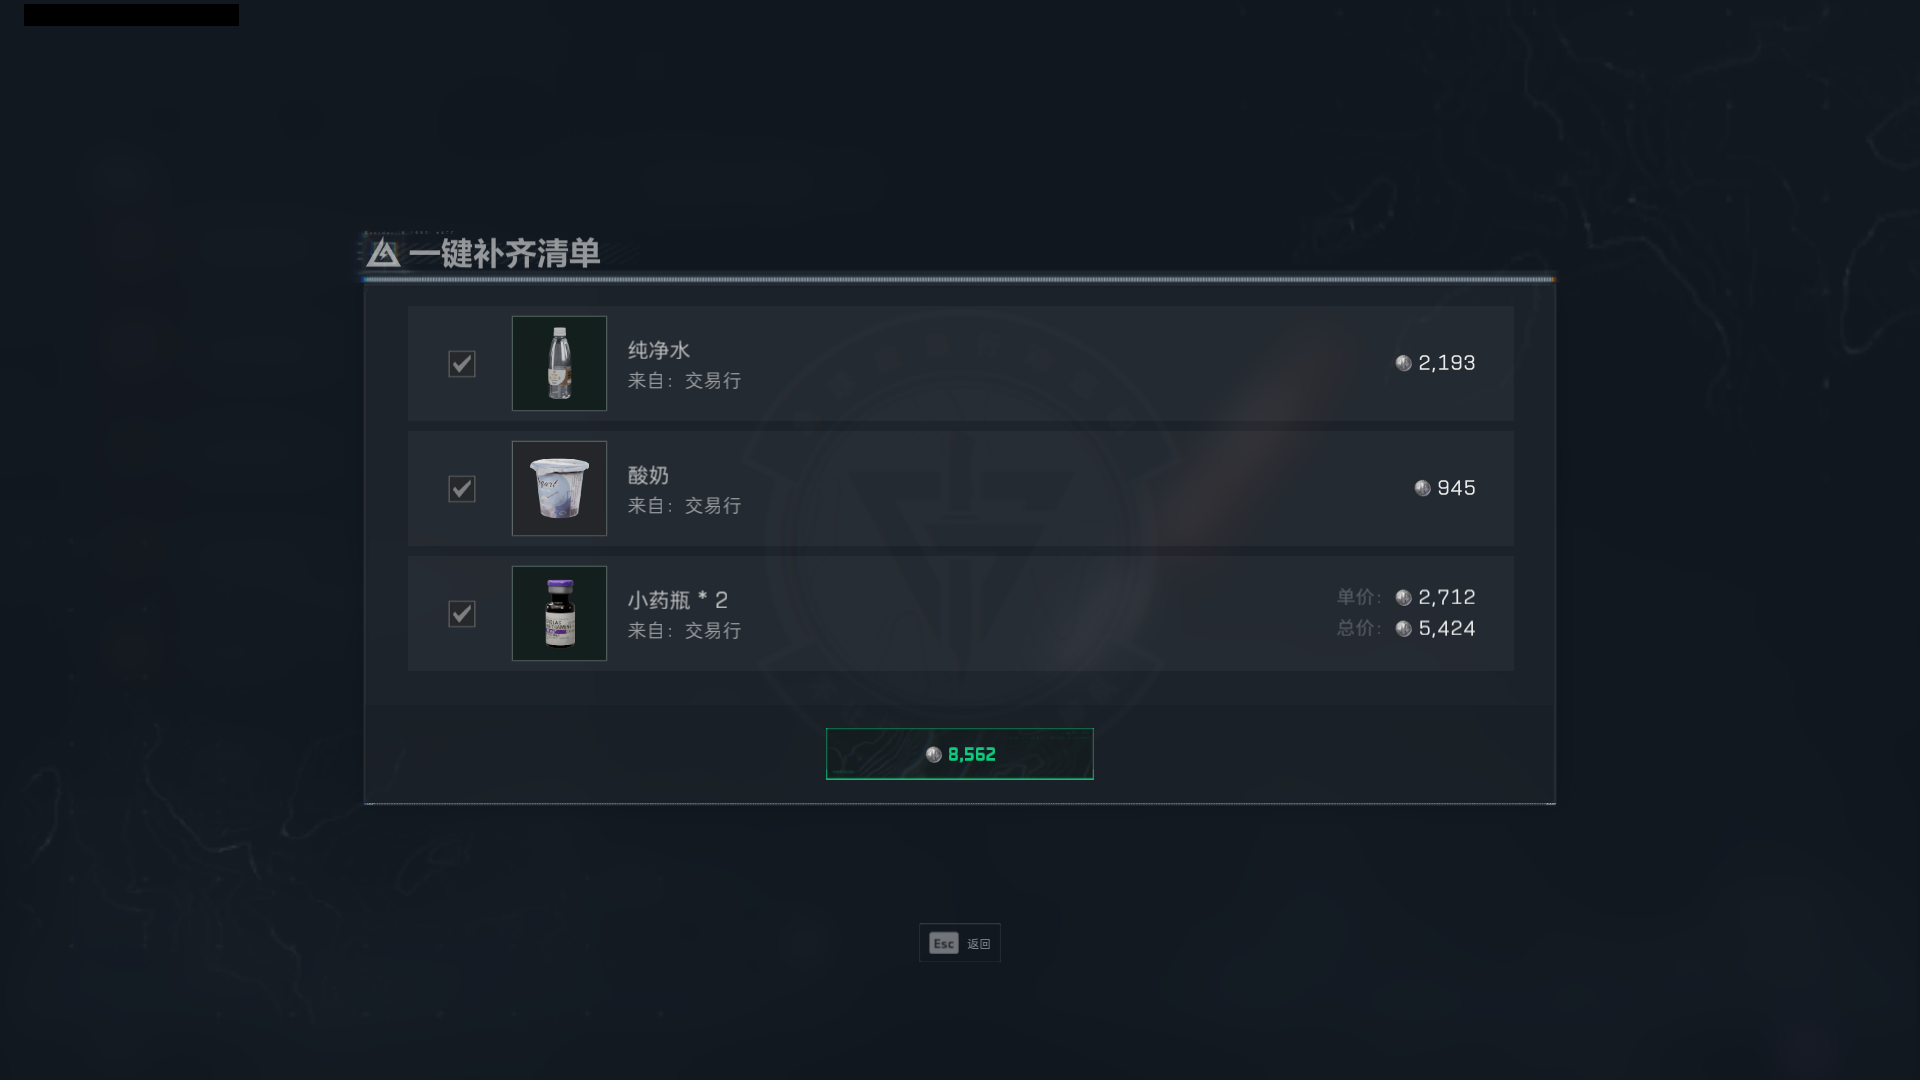 一键补齐清单
纯净水
来自：交易行
2,193
酸奶
来自：交易行
945
小药瓶 * 2
来自：交易行
单价： 2,712
总价： 5,424
8,562
Esc 返回